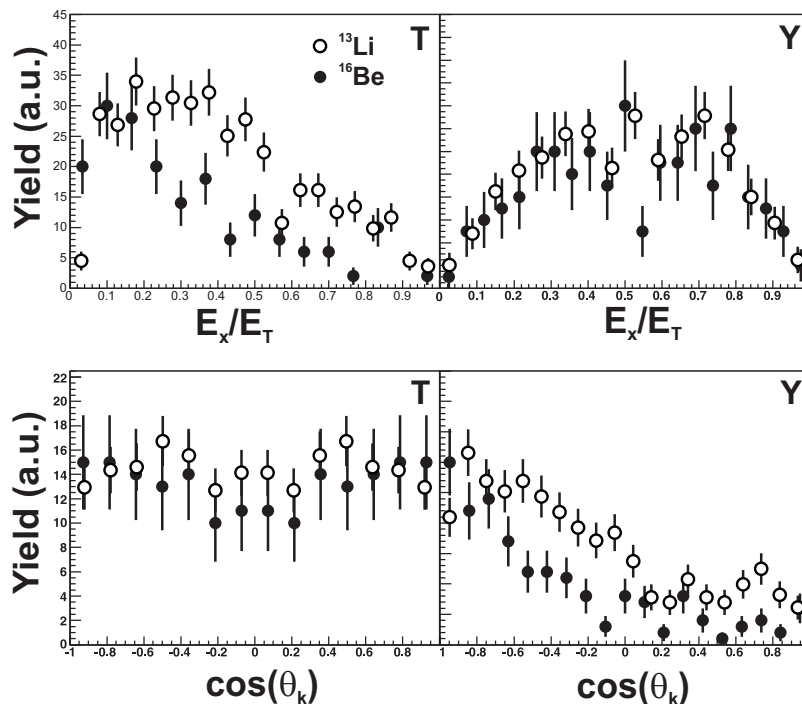 45
40
35
30
25
20
15
10
5
0
Yield (a.u.)
T
¹³Li
¹⁶Be
Y
0 0.1 0.2 0.3 0.4 0.5 0.6 0.7 0.8 0.9 0 0.1 0.2 0.3 0.4 0.5 0.6 0.7 0.8 0.9
Eₓ/E_T Eₓ/E_T
22
20
18
16
14
12
10
8
6
4
2
0
Yield (a.u.)
T
Y
-1 -0.8 -0.6 -0.4 -0.2 0 0.2 0.4 0.6 0.8 -1 -0.8 -0.6 -0.4 -0.2 0 0.2 0.4 0.6 0.8
cos(θₖ) cos(θₖ)